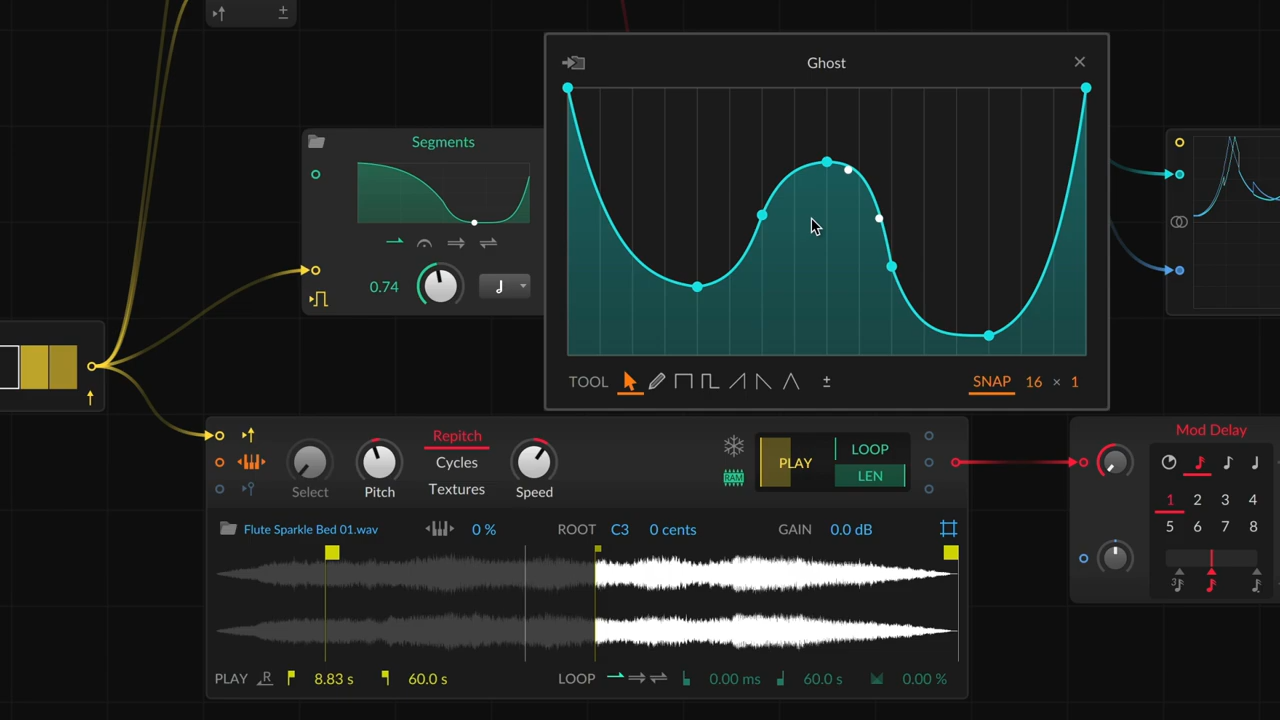 Ghost
Segments
0.74
TOOL
SNAP 16 × 1
Mod Delay
Repitch
Cycles
Textures
Select
Pitch
Speed
RAM
PLAY
LOOP
LEN
1 2 3 4
5 6 7 8
3
Flute Sparkle Bed 01.wav
0 %
ROOT C3 0 cents
GAIN 0.0 dB
PLAY R 8.83 s 60.0 s
LOOP 0.00 ms 60.0 s 0.00 %